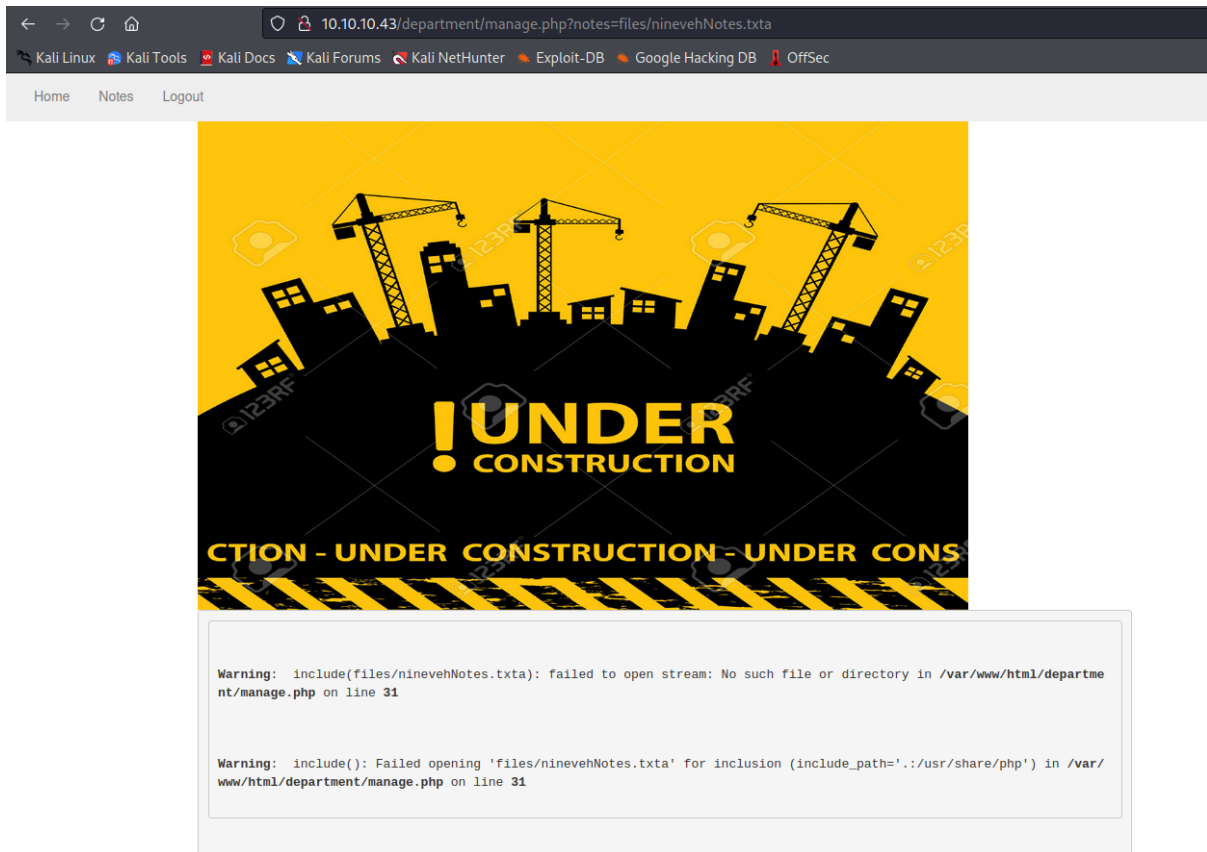 10.10.10.43/department/manage.php?notes=files/ninevehNotes.txta
Kali Linux Kali Tools Kali Docs Kali Forums Kali NetHunter Exploit-DB Google Hacking DB OffSec
Home Notes Logout
123RF
123RF
123RF
123RF
!UNDER
CONSTRUCTION
CTION - UNDER CONSTRUCTION - UNDER CONS
Warning: include(files/ninevehNotes.txta): failed to open stream: No such file or directory in /var/www/html/departme
nt/manage.php on line 31
Warning: include(): Failed opening 'files/ninevehNotes.txta' for inclusion (include_path='.:/usr/share/php') in /var/
www/html/department/manage.php on line 31